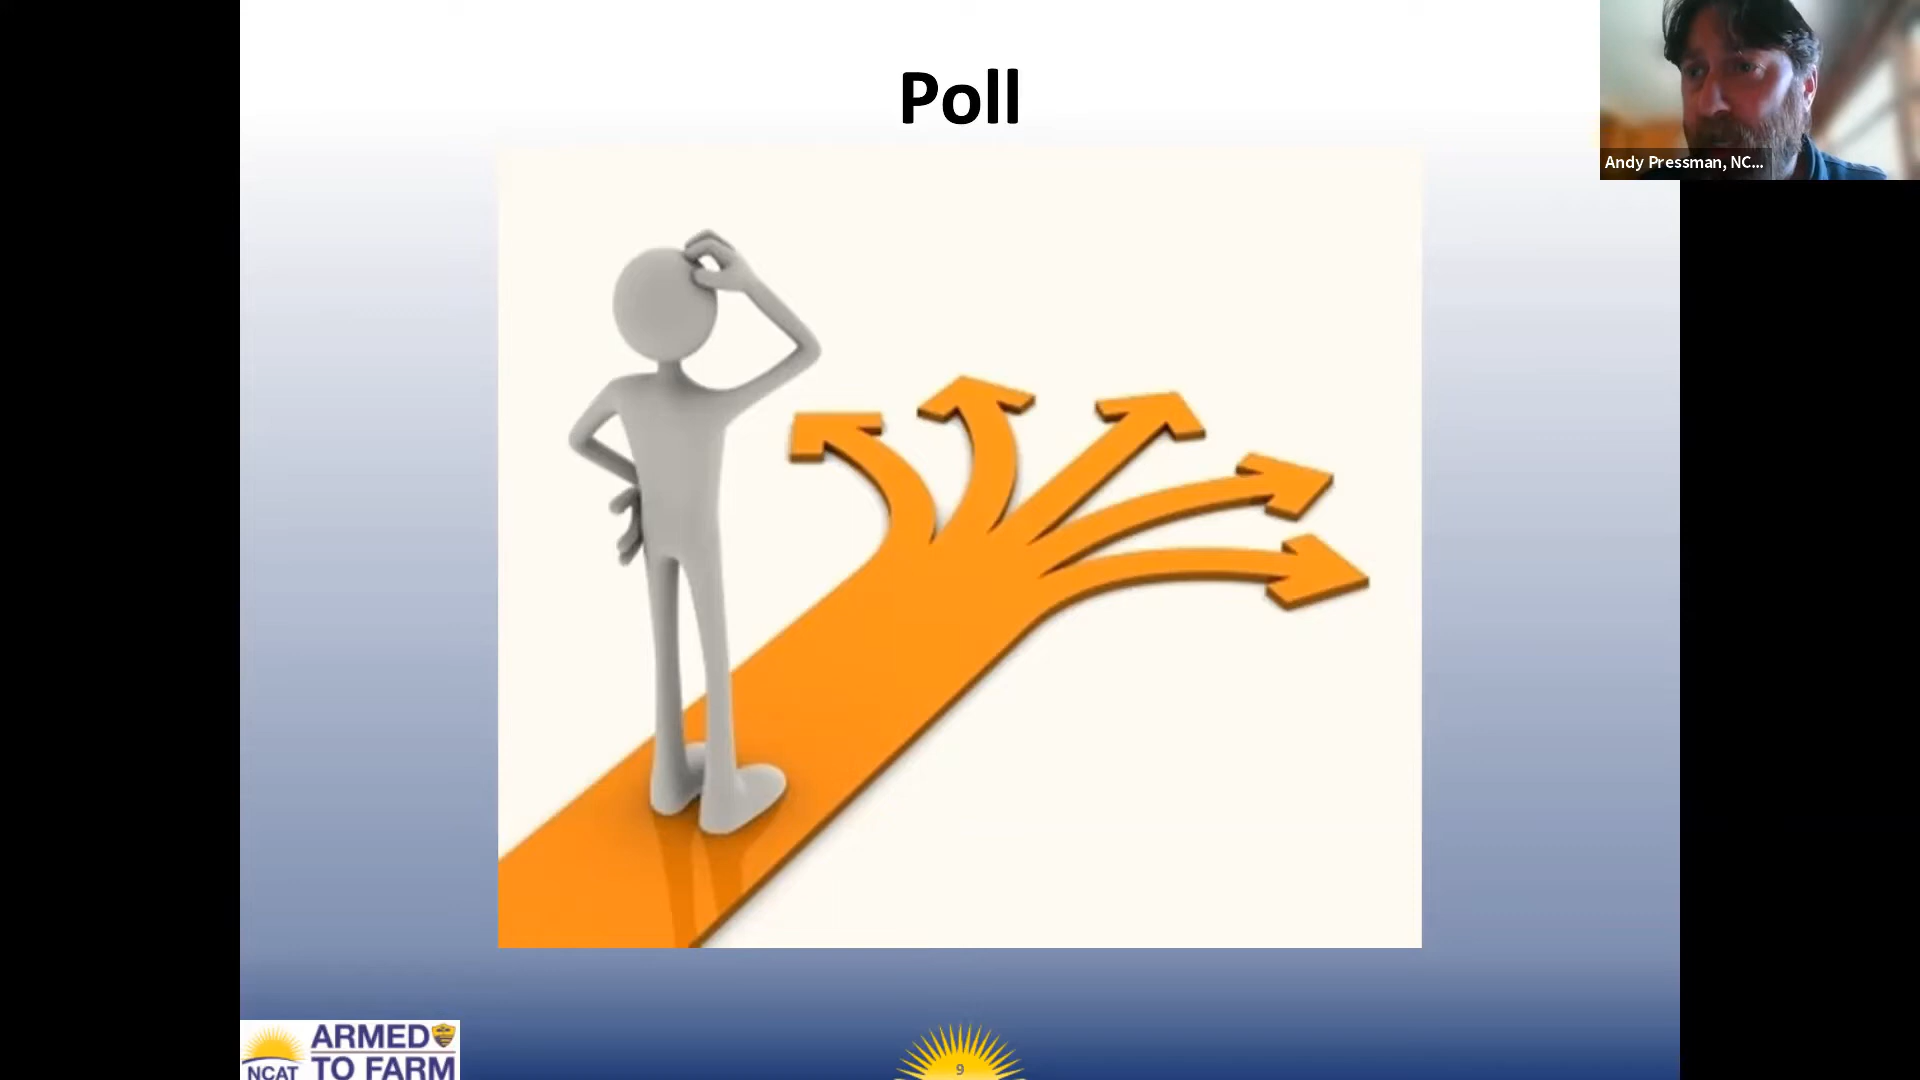 Poll
Andy Pressman, NC...
ARMED
TO FARM
NCAT
9